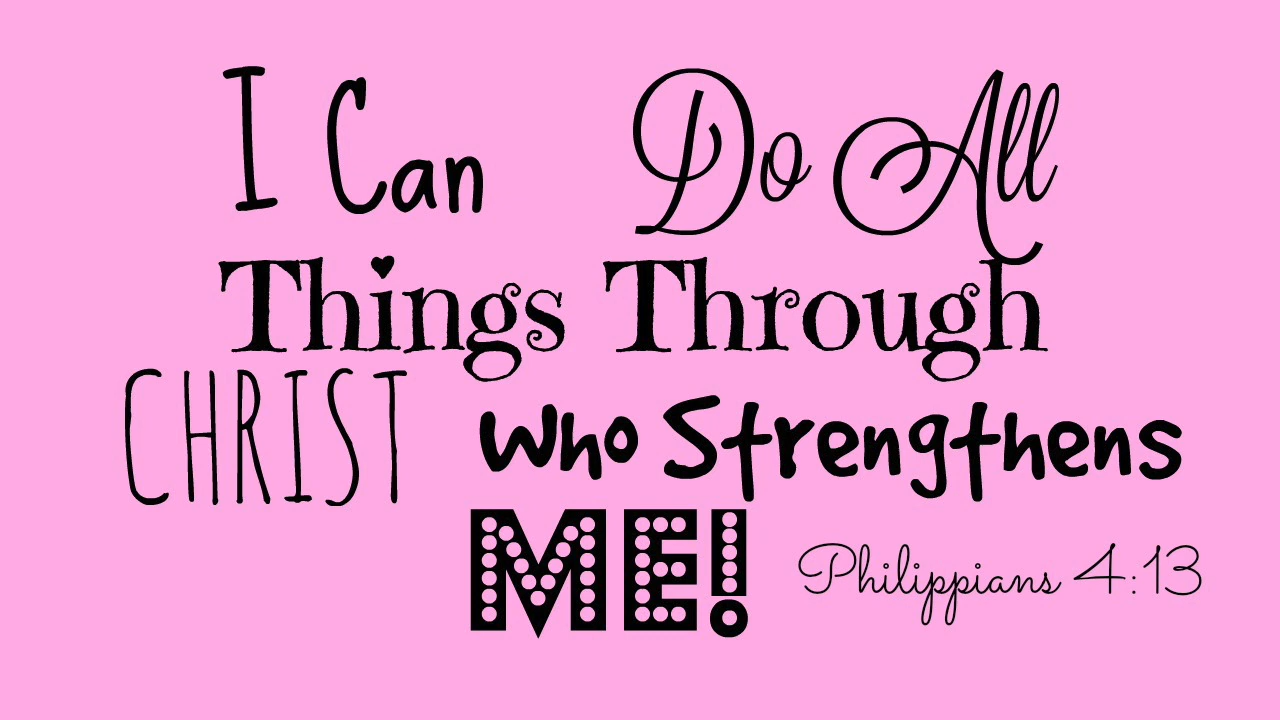 I Can Do All
Things Through
CHRIST Who Strengthens
ME!
Philippians 4:13